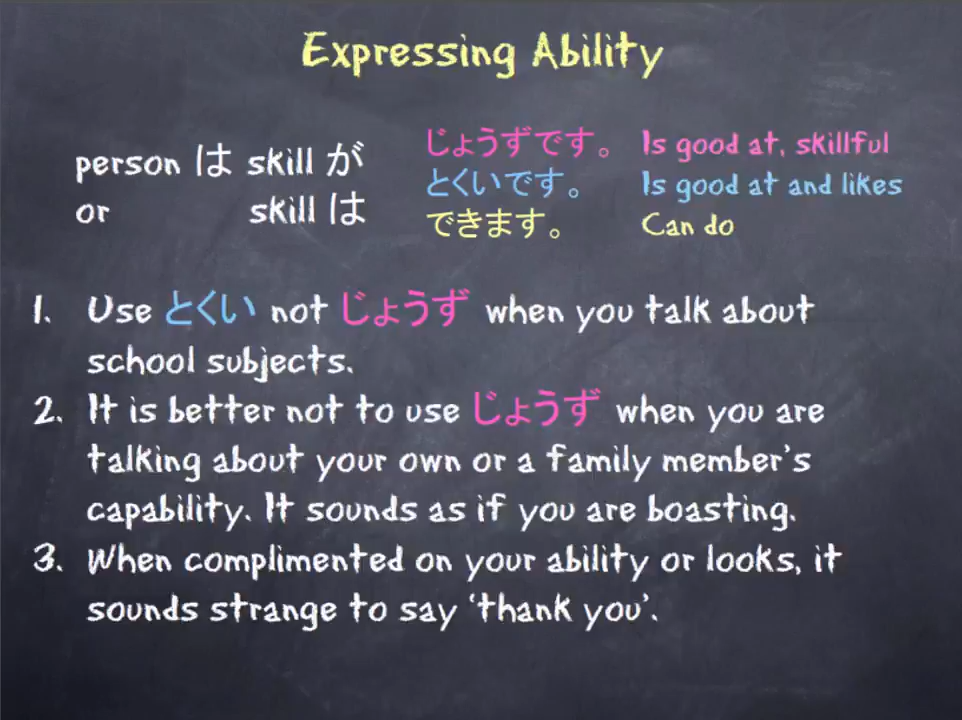 Expressing Ability
person は skill が
or skill は
じょうずです。 Is good at, skillful
とくいです。 Is good at and likes
できます。 Can do
1. Use とくい not じょうず when you talk about
school subjects.
2. It is better not to use じょうず when you are
talking about your own or a family member's
capability. It sounds as if you are boasting.
3. When complimented on your ability or looks, it
sounds strange to say 'thank you'.